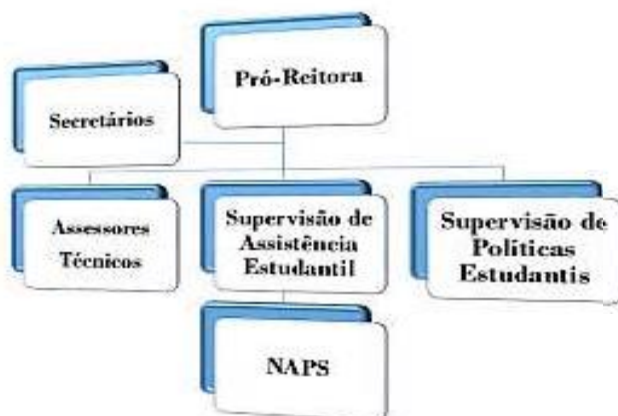 Pró-Reitora
Secretários
Assessores
Técnicos
Supervisão de
Assistência
Estudantil
Supervisão de
Políticas
Estudantis
NAPS